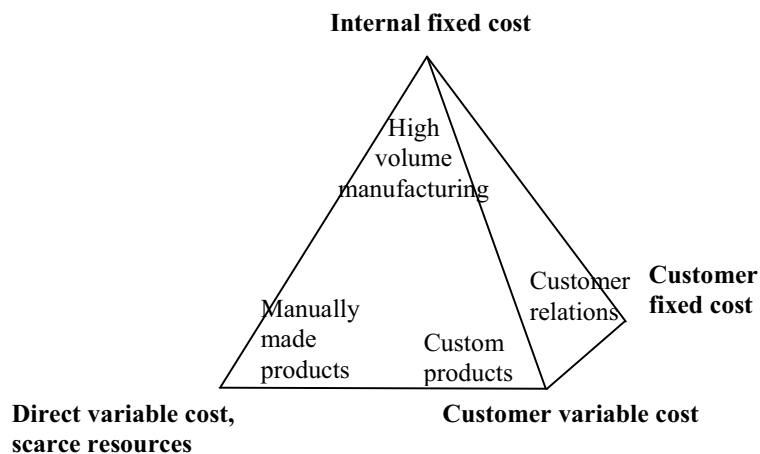 Internal fixed cost
High
volume
manufacturing
Customer
relations
Customer
fixed cost
Manually
made
products
Custom
products
Direct variable cost,
scarce resources
Customer variable cost